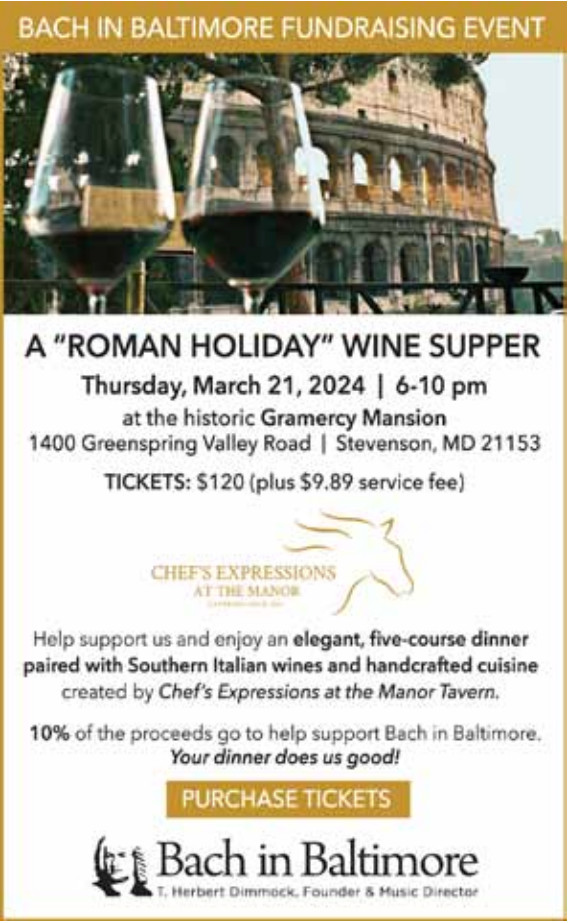 BACH IN BALTIMORE FUNDRAISING EVENT
A "ROMAN HOLIDAY" WINE SUPPER
Thursday, March 21, 2024 | 6-10 pm
at the historic Gramercy Mansion
1400 Greenspring Valley Road | Stevenson, MD 21153
TICKETS: $120 (plus $9.89 service fee)
CHEF'S EXPRESSIONS
AT THE MANOR
Help support us and enjoy an elegant, five-course dinner
paired with Southern Italian wines and handcrafted cuisine
created by Chef's Expressions at the Manor Tavern.
10% of the proceeds go to help support Bach in Baltimore.
Your dinner does us good!
PURCHASE TICKETS
Bach in Baltimore
T. Herbert Dimmock, Founder & Music Director